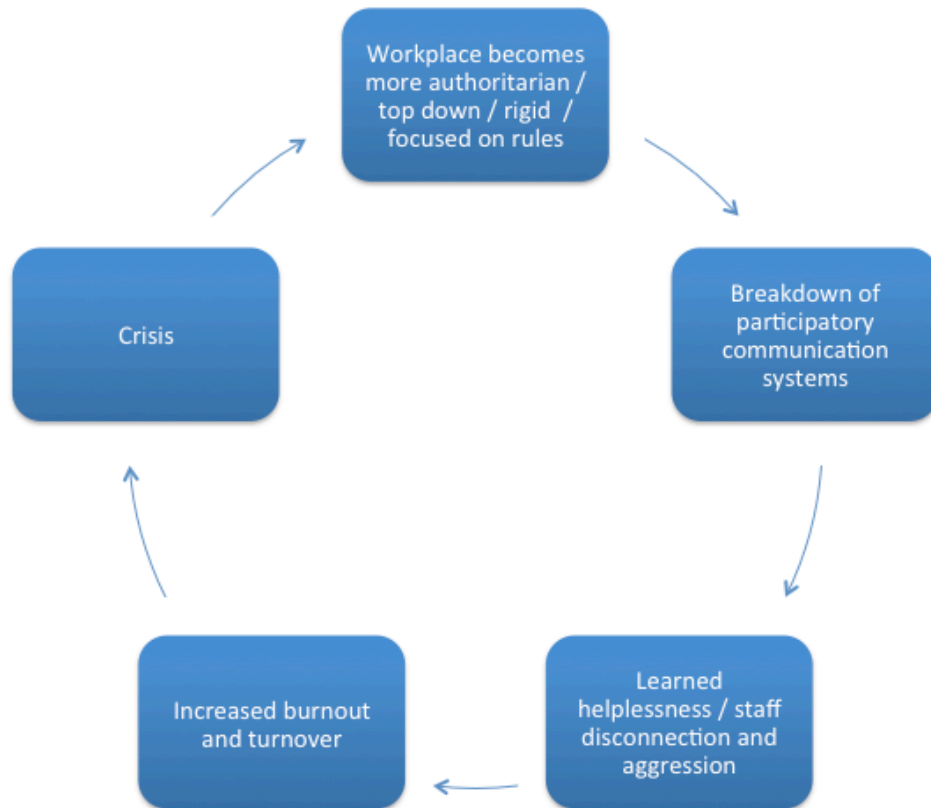 Workplace becomes
more authoritarian /
top down / rigid /
focused on rules
Breakdown of
participatory
communication
systems
Learned
helplessness / staff
disconnection and
aggression
Increased burnout
and turnover
Crisis